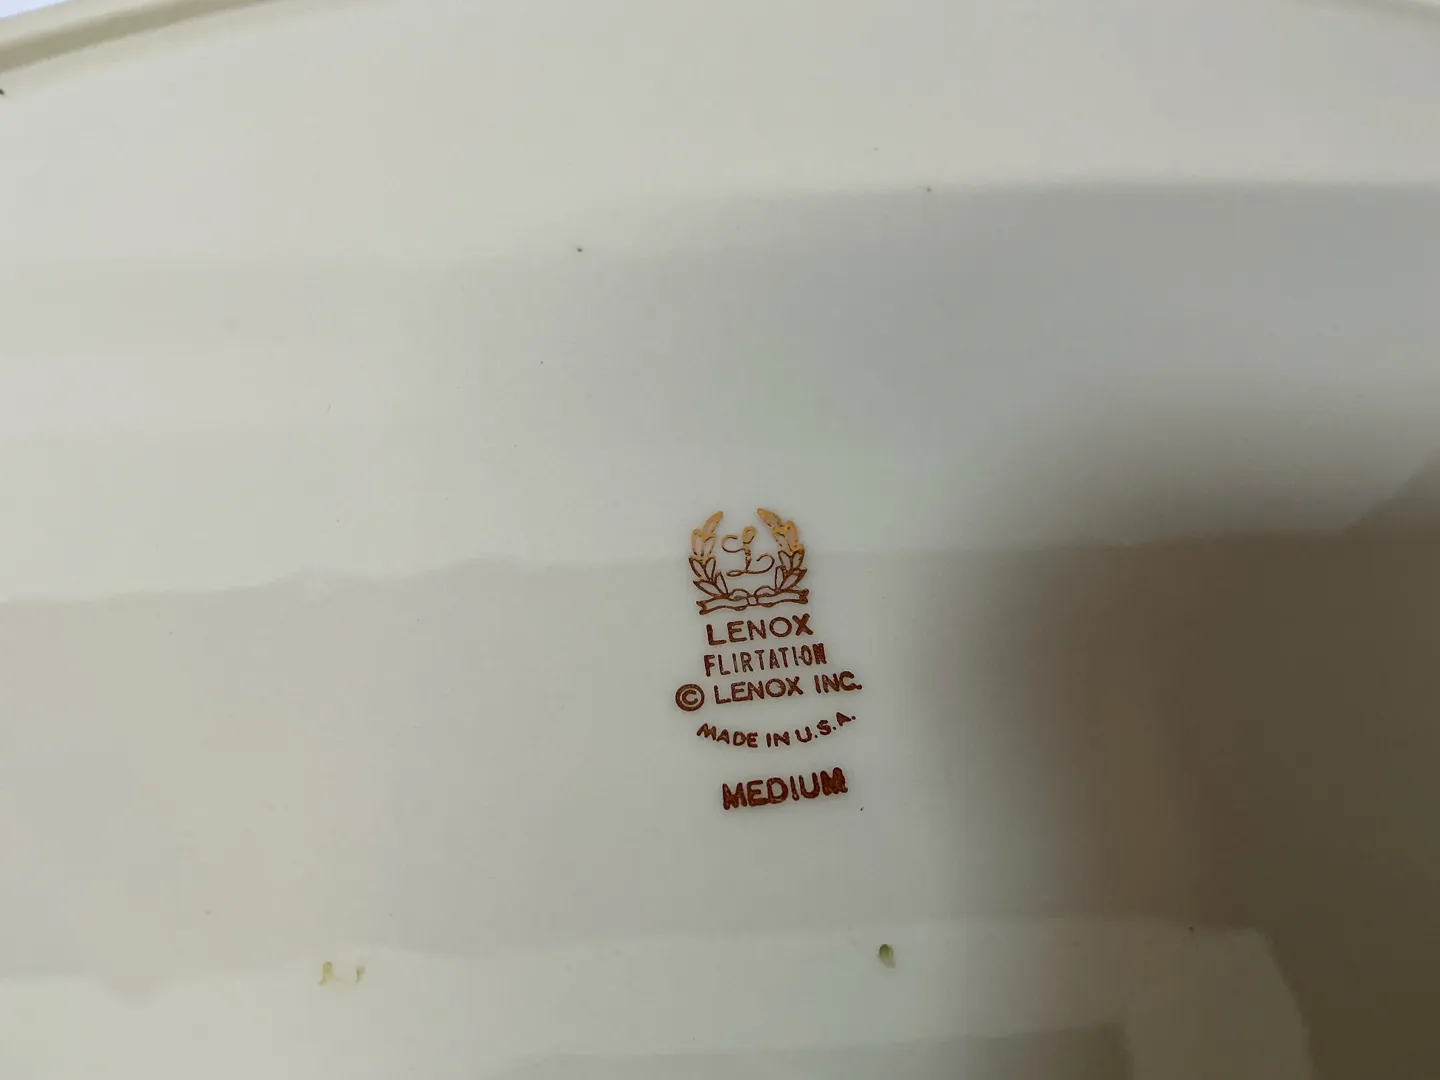 L
LENOX
FLIRTATION
© LENOX INC.
MADE IN U.S.A.
MEDIUM